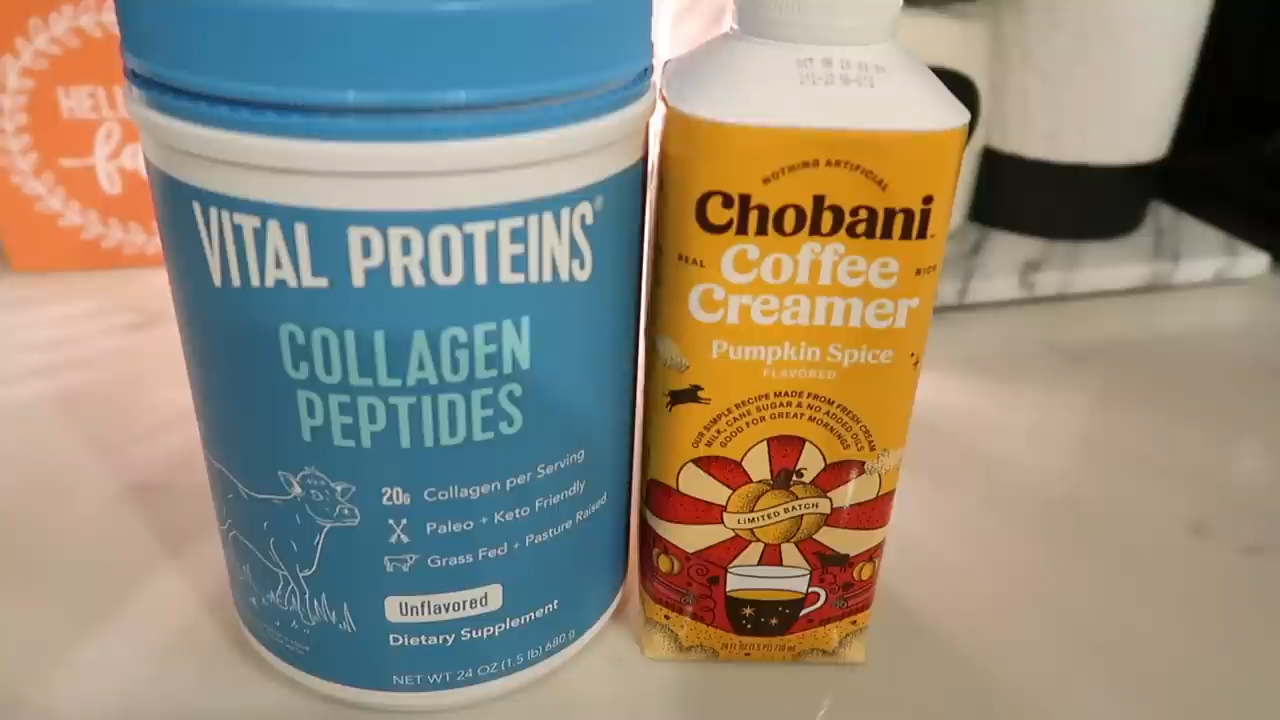 HELL
fa
VITAL PROTEINS®
COLLAGEN
PEPTIDES
20g Collagen per Serving
Paleo + Keto Friendly
Grass Fed + Pasture Raised
Unflavored
Dietary Supplement
NET WT 24 OZ (1.5 lb) 680 g
NOTHING ARTIFICIAL
Chobani
REAL Coffee RICH
Creamer
Pumpkin Spice
FLAVORED
OUR SIMPLE RECIPE MADE FROM FRESH CREAM
MILK, CANE SUGAR & NO ADDED OILS
GOOD FOR GREAT MORNINGS
LIMITED BATCH